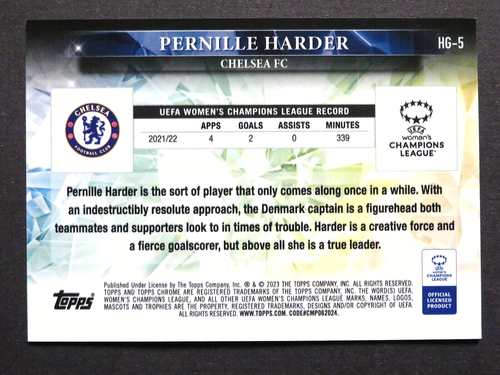 PERNILLE HARDER
HG-5
CHELSEA FC
CHELSEA
FOOTBALL CLUB
UEFA WOMEN'S CHAMPIONS LEAGUE RECORD
APPS GOALS ASSISTS MINUTES
2021/22 4 2 0 339
UEFA
women's
CHAMPIONS
LEAGUE
Pernille Harder is the sort of player that only comes along once in a while. With
an indestructibly resolute approach, the Denmark captain is a figurehead both
teammates and supporters look to in times of trouble. Harder is a creative force and
a fierce goalscorer, but above all she is a true leader.
Topps
Published Under License by The Topps Company, Inc. ® & © 2023 THE TOPPS COMPANY, INC. ALL RIGHTS RESERVED.
TOPPS AND TOPPS CHROME ARE REGISTERED TRADEMARKS OF THE TOPPS COMPANY, INC. THE WORD(S) UEFA,
WOMEN'S CHAMPIONS LEAGUE, AND ALL OTHER UEFA WOMEN'S CHAMPIONS LEAGUE MARKS, NAMES, LOGOS,
MASCOTS AND TROPHIES ARE THE PROPERTY, REGISTERED TRADEMARKS, DESIGNS AND/OR COPYRIGHT OF UEFA.
ALL RIGHTS RESERVED. WWW.TOPPS.COM. CODE#CMP062024.
women's
CHAMPIONS
LEAGUE
OFFICIAL
LICENSED
PRODUCT